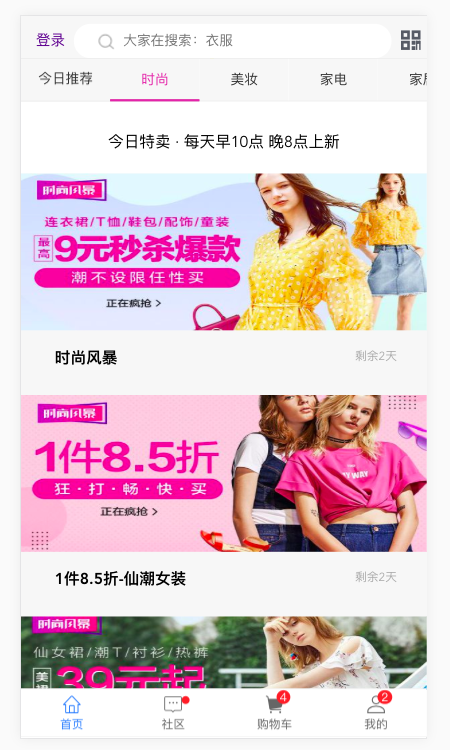 登录
大家在搜索：衣服
今日推荐
时尚
美妆
家电
家居
今日特卖 · 每天早10点 晚8点上新
时尚风暴
连衣裙/T恤/鞋包/配饰/童装
最高
9元秒杀爆款
潮不设限任性买
正在疯抢 >
时尚风暴
剩余2天
时尚风暴
1件8.5折
狂·打·畅·快·买
正在疯抢 >
WAY
1件8.5折-仙潮女装
剩余2天
时尚风暴
仙女裙/潮T/衬衫/热裤
美裙
39元起
首页
社区
4
购物车
2
我的